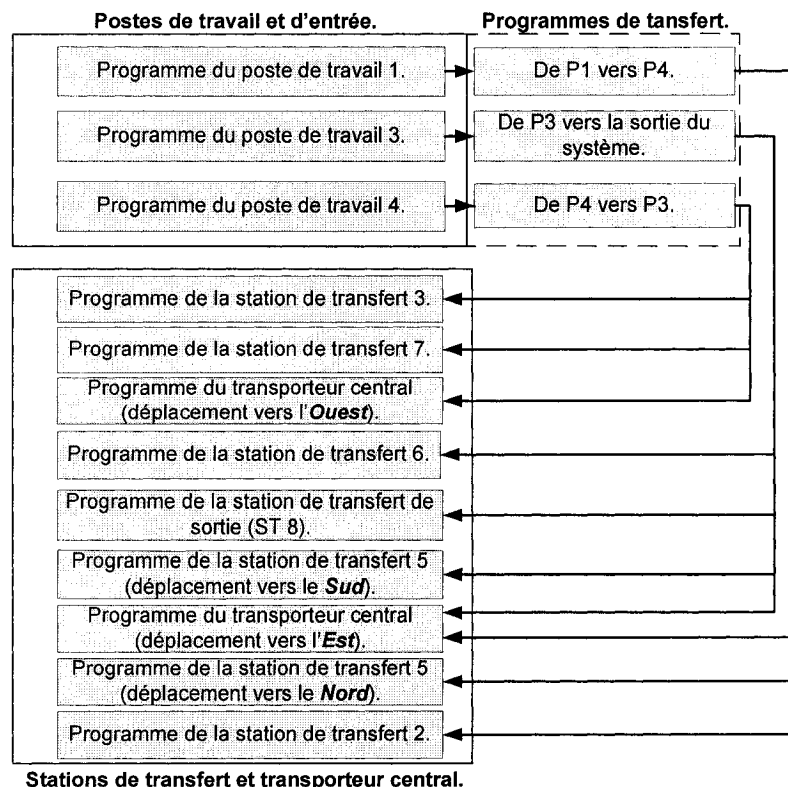 Postes de travail et d'entrée.
Programmes de tansfert.
Programme du poste de travail 1.
De P1 vers P4.
Programme du poste de travail 3.
De P3 vers la sortie du
système.
Programme du poste de travail 4.
De P4 vers P3.
Programme de la station de transfert 3.
Programme de la station de transfert 7.
Programme du transporteur central
(déplacement vers l'Ouest).
Programme de la station de transfert 6.
Programme de la station de transfert de
sortie (ST 8).
Programme de la station de transfert 5
(déplacement vers le Sud).
Programme du transporteur central
(déplacement vers l'Est).
Programme de la station de transfert 5
(déplacement vers le Nord).
Programme de la station de transfert 2.
Stations de transfert et transporteur central.